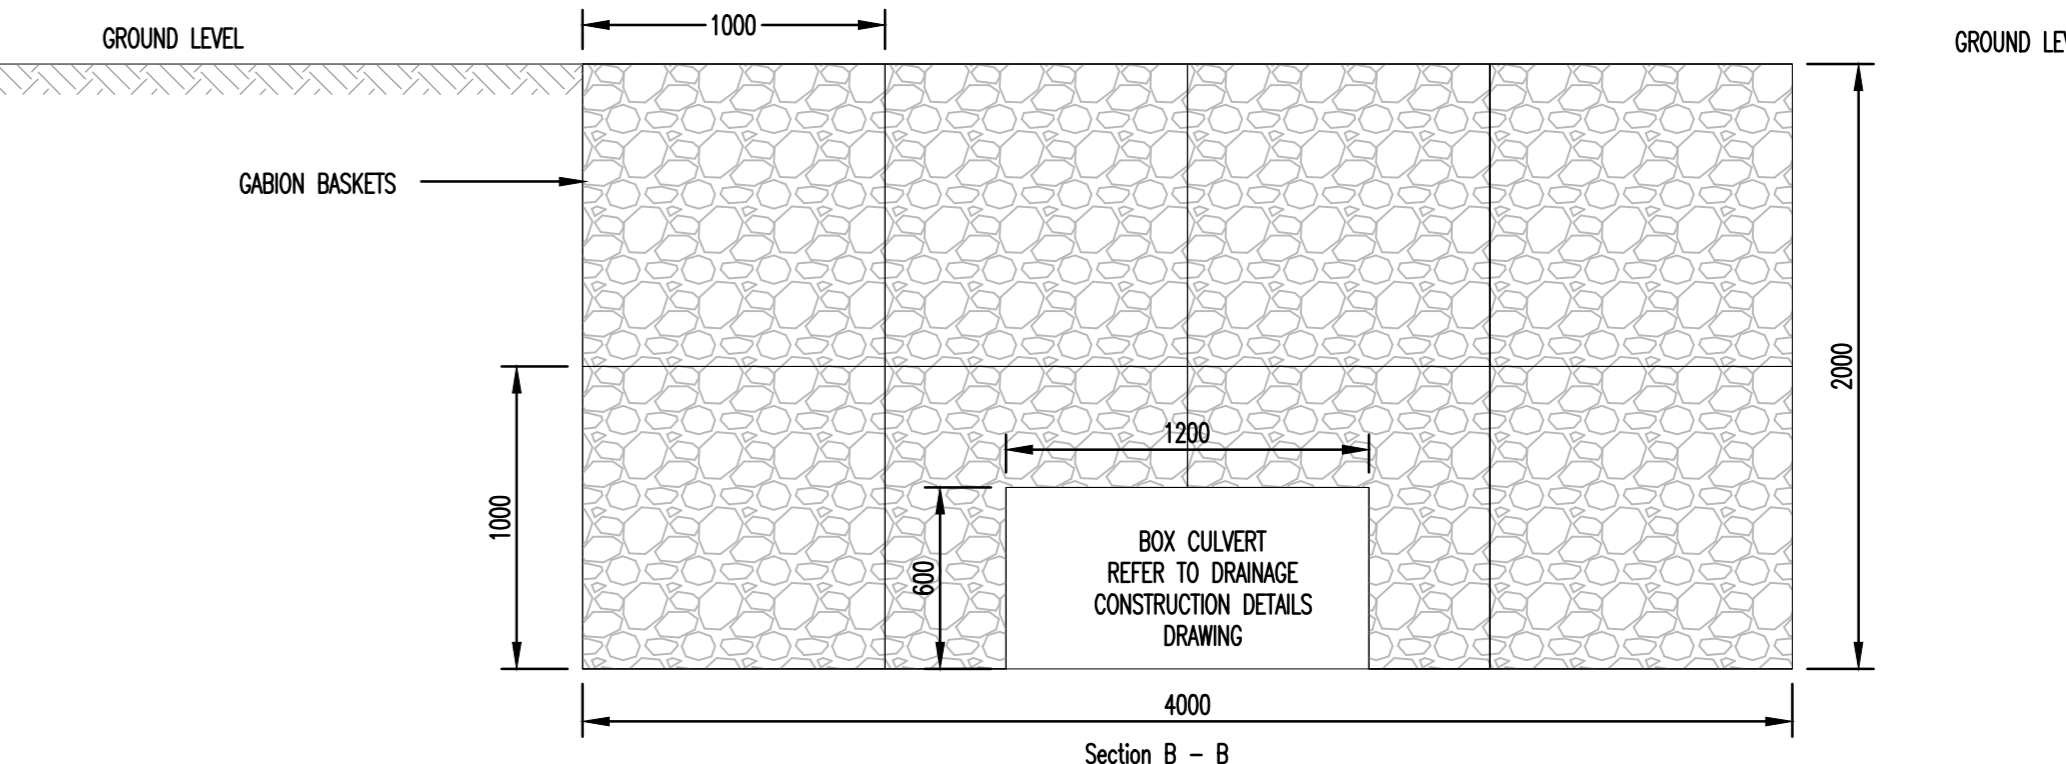 1000
GROUND LEVEL
GROUND LEV
GABION BASKETS
2000
1200
1000
600
BOX CULVERT
REFER TO DRAINAGE
CONSTRUCTION DETAILS
DRAWING
4000
Section B - B